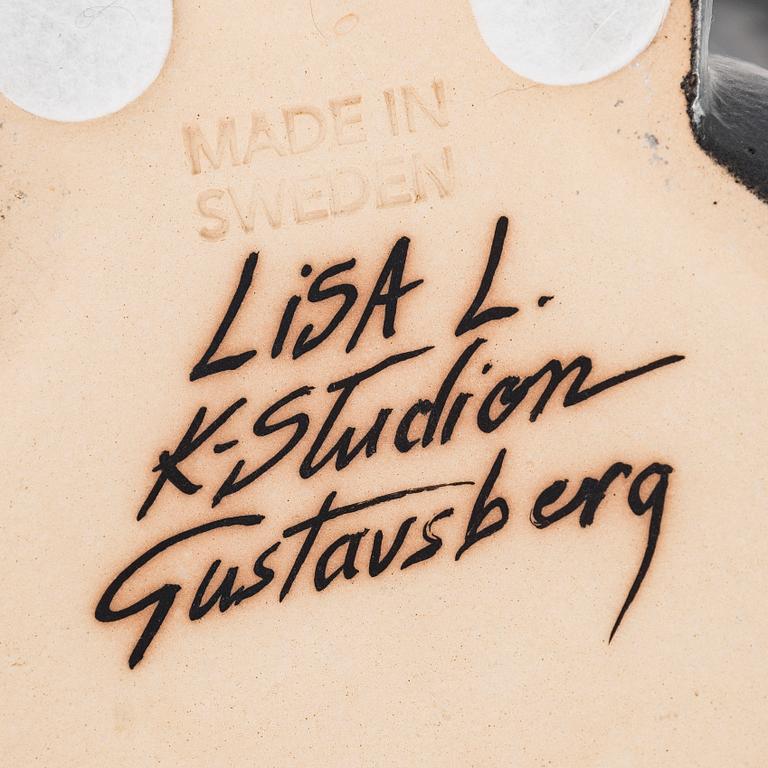 MADE IN
SWEDEN
LiSA L.
K-Studion
Gustavsberg